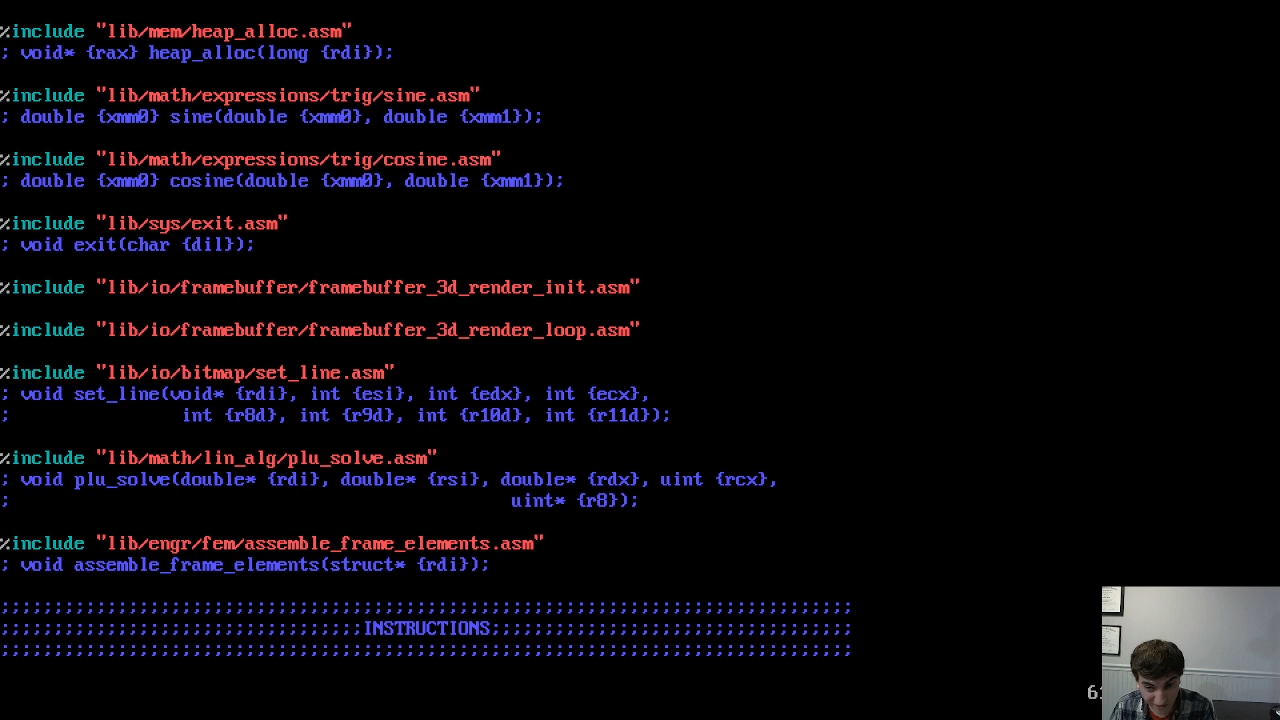 %include "lib/mem/heap_alloc.asm"
; void* {rax} heap_alloc(long {rdi});
%include "lib/math/expressions/trig/sine.asm"
; double {xmm0} sine(double {xmm0}, double {xmm1});
%include "lib/math/expressions/trig/cosine.asm"
; double {xmm0} cosine(double {xmm0}, double {xmm1});
%include "lib/sys/exit.asm"
; void exit(char {dil});
%include "lib/io/framebuffer/framebuffer_3d_render_init.asm"
%include "lib/io/framebuffer/framebuffer_3d_render_loop.asm"
%include "lib/io/bitmap/set_line.asm"
; void set_line(void* {rdi}, int {esi}, int {edx}, int {ecx},
;                 int {r8d}, int {r9d}, int {r10d}, int {r11d});
%include "lib/math/lin_alg/plu_solve.asm"
; void plu_solve(double* {rdi}, double* {rsi}, double* {rdx}, uint {rcx},
;                                                uint* {r8});
%include "lib/engr/fem/assemble_frame_elements.asm"
; void assemble_frame_elements(struct* {rdi});
;;;;;;;;;;;;;;;;;;;;;;;;;;;;;;;;;;;;;;;;;;;;;;;;;;;;;;;;;;;;;;;;;;;;;;;;;;;;;;;;
;;;;;;;;;;;;;;;;;;;;;;;;;;;;;;;;;;INSTRUCTIONS;;;;;;;;;;;;;;;;;;;;;;;;;;;;;;;;;;
;;;;;;;;;;;;;;;;;;;;;;;;;;;;;;;;;;;;;;;;;;;;;;;;;;;;;;;;;;;;;;;;;;;;;;;;;;;;;;;;